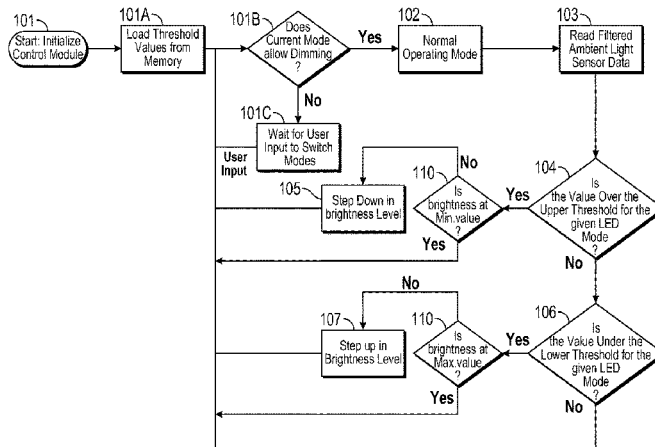 101
Start: Initialize
Control Module
101A
Load Threshold
Values from
Memory
101B
Does
Current Mode
allow Dimming
?
Yes
No
102
Normal
Operating Mode
103
Read Filtered
Ambient Light
Sensor Data
101C
Wait for User
Input to Switch
Modes
User
Input
104
Is
the Value Over the
Upper Threshold for the
given LED
Mode
?
Yes
No
110
Is
brightness at
Min.value
?
No
Yes
105
Step Down in
brightness Level
106
Is
the Value Under the
Lower Threshold for the
given LED
Mode
?
Yes
No
110
Is
brightness at
Max.value
?
No
Yes
107
Step up in
Brightness Level